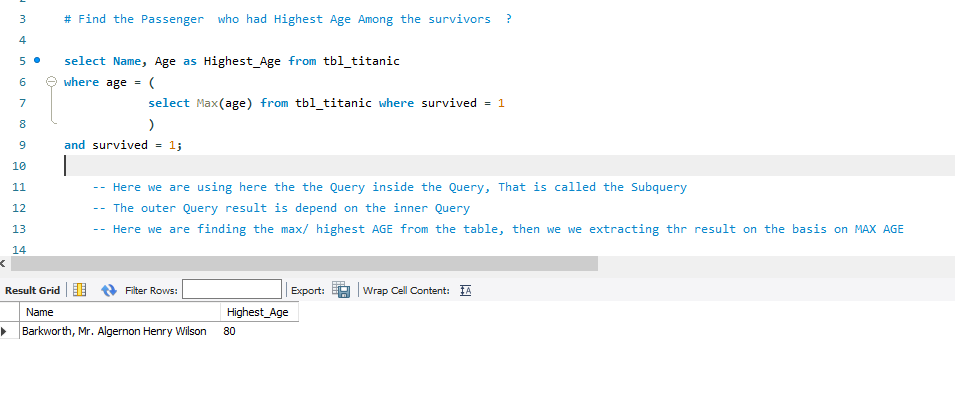 3 # Find the Passenger who had Highest Age Among the survivors ?
4
5 select Name, Age as Highest_Age from tbl_titanic
6 where age = (
7 select Max(age) from tbl_titanic where survived = 1
8 )
9 and survived = 1;
10
11 -- Here we are using here the the Query inside the Query, That is called the Subquery
12 -- The outer Query result is depend on the inner Query
13 -- Here we are finding the max/ highest AGE from the table, then we we extracting thr result on the basis on MAX AGE
14
Result Grid Filter Rows: Export: Wrap Cell Content: IA
Name Highest_Age
Barkworth, Mr. Algernon Henry Wilson 80